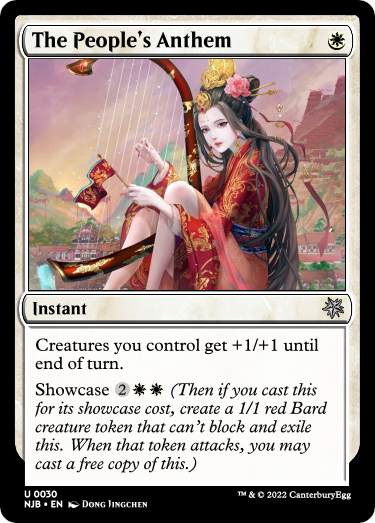 The People's Anthem
Instant
Creatures you control get +1/+1 until
end of turn.
Showcase 2 (Then if you cast this
for its showcase cost, create a 1/1 red Bard
creature token that can't block and exile
this. When that token attacks, you may
cast a free copy of this.)
U 0030
NJB • EN Dong Jingchen
™ & © 2022 CanterburyEgg